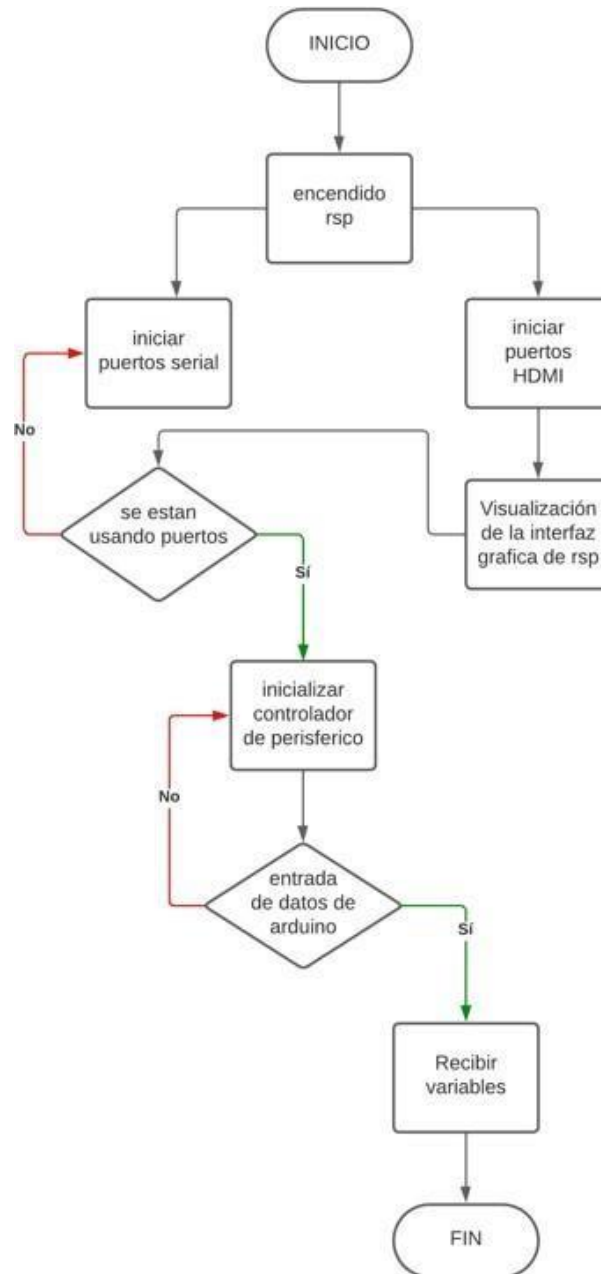 INICIO
encendido
rsp
iniciar
puertos serial
iniciar
puertos
HDMI
No
se estan
usando puertos
Visualización
de la interfaz
grafica de rsp
Sí
inicializar
controlador
de perisferico
No
entrada
de datos de
arduino
Sí
Recibir
variables
FIN